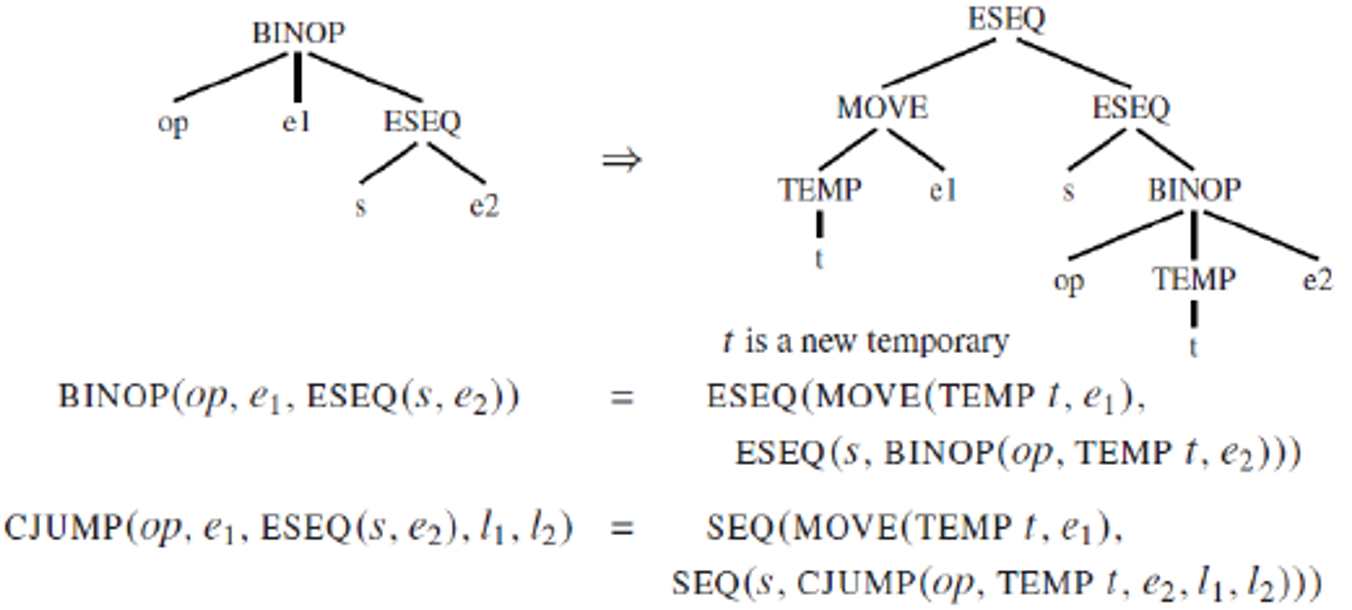 BINOP
op e1 ESEQ
s e2
⇒
ESEQ
MOVE ESEQ
TEMP e1 s BINOP
t op TEMP e2
t
t is a new temporary
BINOP(op, e₁, ESEQ(s, e₂)) = ESEQ(MOVE(TEMP t, e₁),
ESEQ(s, BINOP(op, TEMP t, e₂)))
CJUMP(op, e₁, ESEQ(s, e₂), l₁, l₂) = SEQ(MOVE(TEMP t, e₁),
SEQ(s, CJUMP(op, TEMP t, e₂, l₁, l₂)))